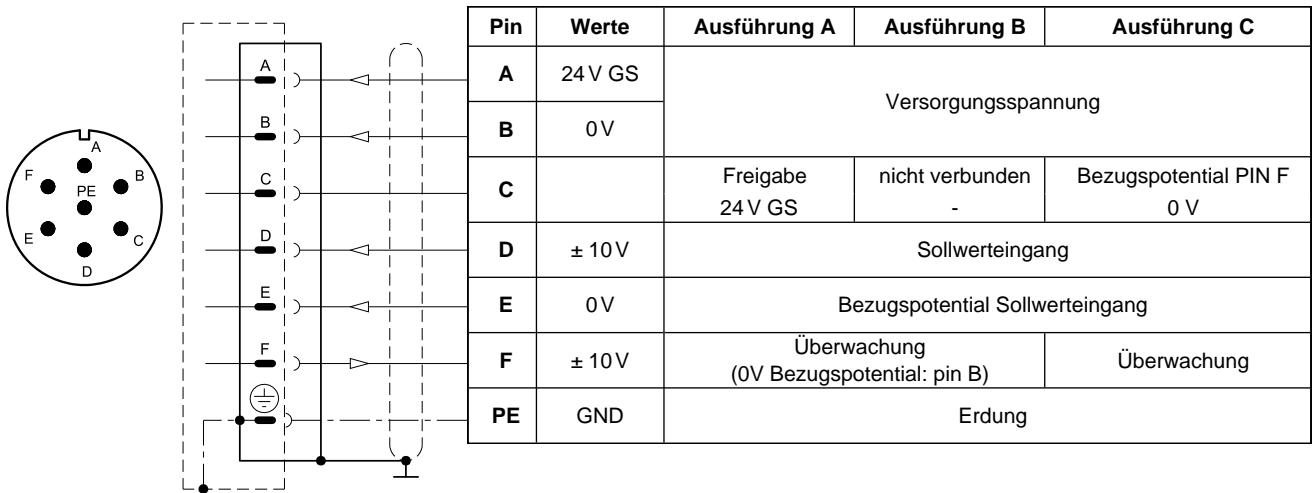 A
F
B
PE
E
C
D
A
B
C
D
E
F
Pin Werte Ausführung A Ausführung B Ausführung C
A 24 V GS
Versorgungsspannung
B 0 V
C Freigabe nicht verbunden Bezugspotential PIN F
24 V GS - 0 V
D ± 10 V Sollwerteingang
E 0 V Bezugspotential Sollwerteingang
F ± 10 V Überwachung Überwachung
(0V Bezugspotential: pin B)
PE GND Erdung